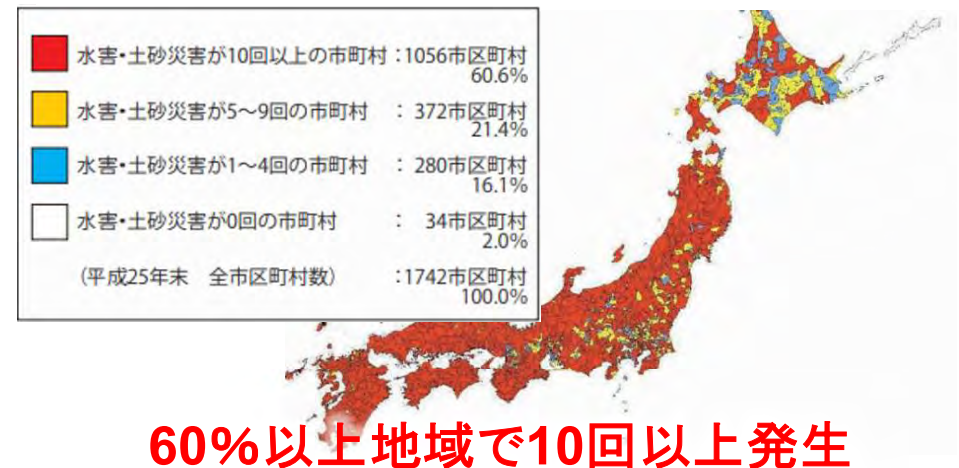 水害・土砂災害が10回以上の市町村：1056市区町村
60.6%
水害・土砂災害が5～9回の市町村　：372市区町村
21.4%
水害・土砂災害が1～4回の市町村　：280市区町村
16.1%
水害・土砂災害が0回の市町村　：34市区町村
2.0%
（平成25年末　全市区町村数）　：1742市区町村
100.0%
60%以上地域で10回以上発生